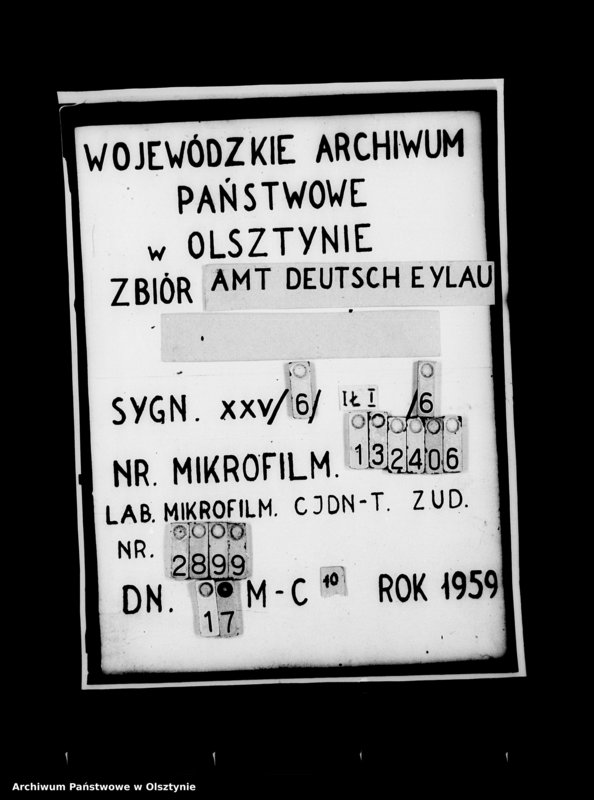 WOJEWÓDZKIE ARCHIWUM
PAŃSTWOWE
w OLSZTYNIE
ZBIÓR AMT DEUTSCH EYLAU
SYGN. XXV/6/ IŁ I /6
NR. MIKROFILM. 132406
LAB. MIKROFILM. CJDN-T. ZUD.
NR. 2899
DN. 17 M-C 10 ROK 1959
Archiwum Państwowe w Olsztynie